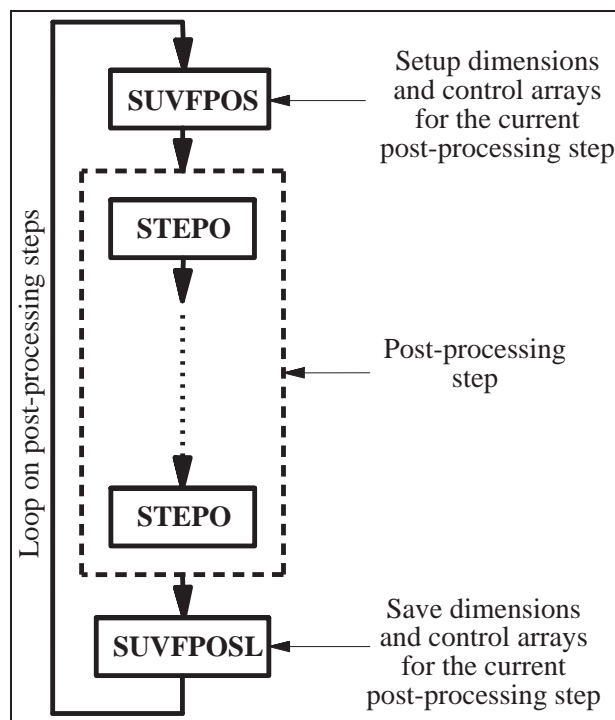 SUVFPOS
Setup dimensions
and control arrays
for the current
post-processing step
STEPO
Loop on post-processing steps
Post-processing
step
STEPO
SUVFPOSL
Save dimensions
and control arrays
for the current
post-processing step